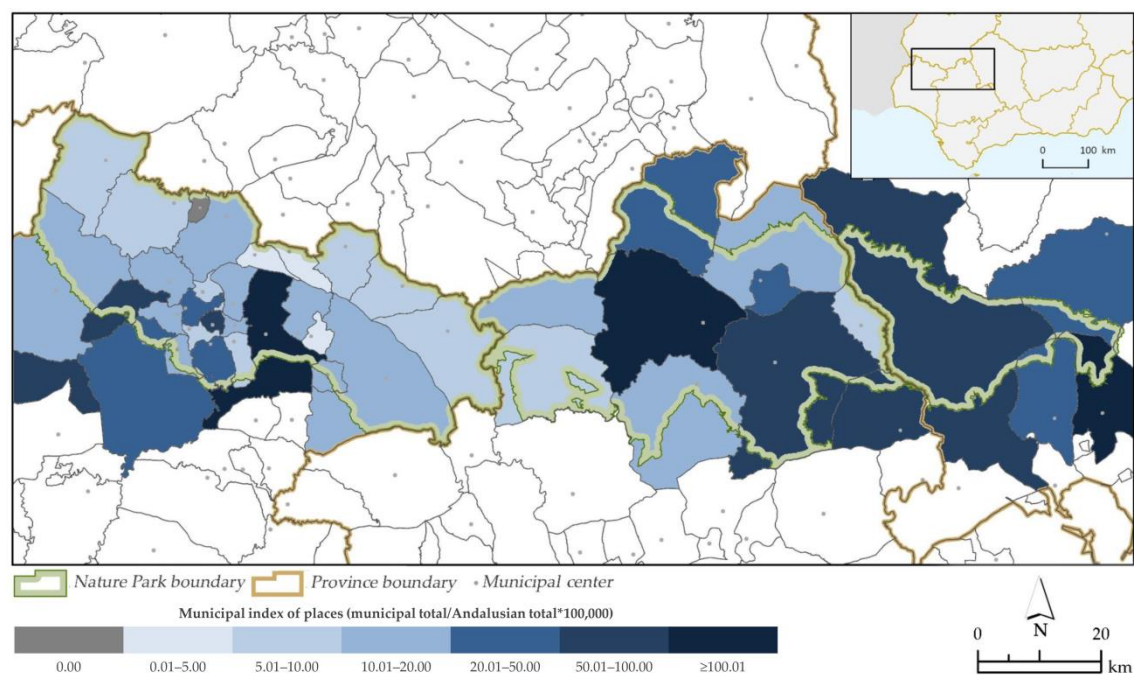 0 100 km
Nature Park boundary Province boundary Municipal center
Municipal index of places (municipal total/Andalusian total*100,000)
0.00 0.01–5.00 5.01–10.00 10.01–20.00 20.01–50.00 50.01–100.00 ≥100.01
N
0 20
km